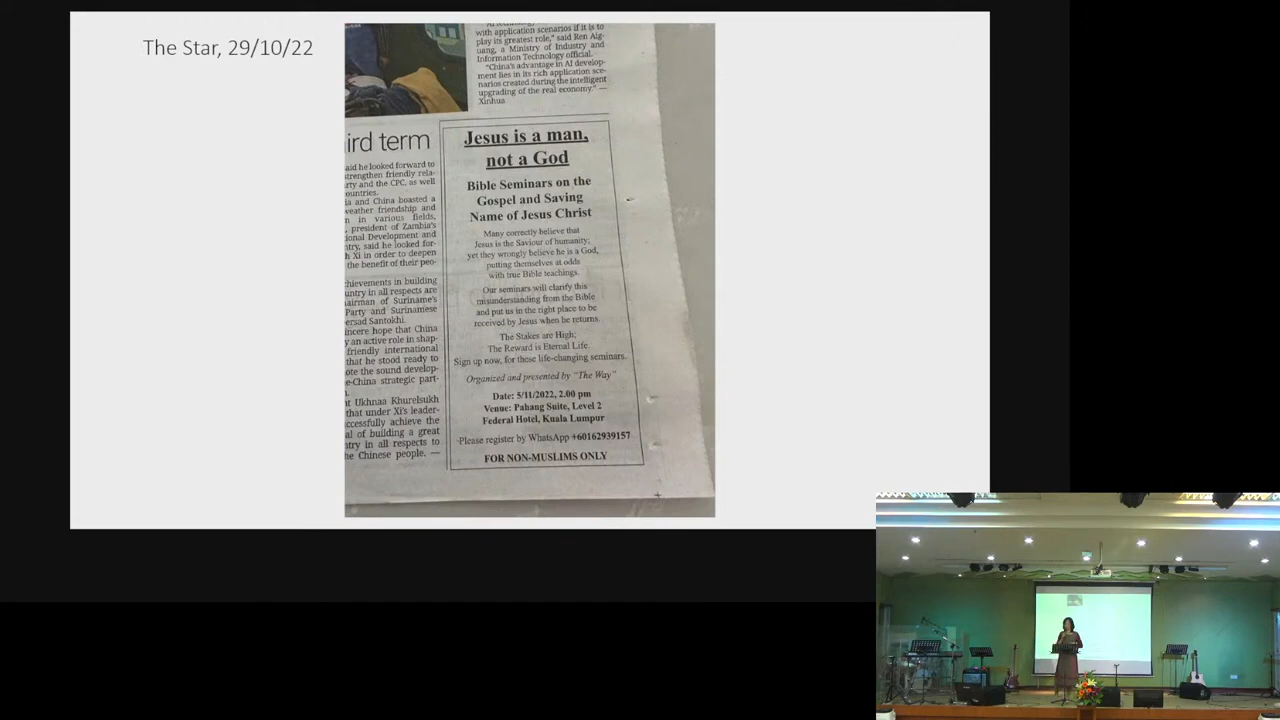 The Star, 29/10/22
with application scenarios if it is to
play its greatest role," said Ren Aig-
uang, a Ministry of Industry and
Information Technology official.
"China's advantage in AI develop-
ment lies in its rich application sce-
narios created during the intelligent
upgrading of the real economy." —
Xinhua
ird term
aid he looked forward to
trengthen friendly rela-
rty and the CPC, as well
ountries.
ia and China boasted a
weather friendship and
n in various fields,
, president of Zambia's
ional Development and
ntry, said he looked for-
h Xi in order to deepen
the benefit of their peo-
chievements in building
untry in all respects are
airman of Suriname's
Party and Surinamese
ersad Santokhi.
incere hope that China
y an active role in shap-
friendly international
that he stood ready to
ote the sound develop-
e-China strategic part-
t Ukhnaa Khurelsukh
that under Xi's leader-
ccessfully achieve the
al of building a great
ntry in all respects to
he Chinese people. —
Jesus is a man,
not a God
Bible Seminars on the
Gospel and Saving
Name of Jesus Christ
Many correctly believe that
Jesus is the Saviour of humanity;
yet they wrongly believe he is a God,
putting themselves at odds
with true Bible teachings.
Our seminars will clarify this
misunderstanding from the Bible
and put us in the right place to be
received by Jesus when he returns.
The Stakes are High;
The Reward is Eternal Life.
Sign up now, for those life-changing seminars.
Organized and presented by "The Way"
Date: 5/11/2022, 2.00 pm
Venue: Pahang Suite, Level 2
Federal Hotel, Kuala Lumpur
Please register by WhatsApp +60162939157
FOR NON-MUSLIMS ONLY